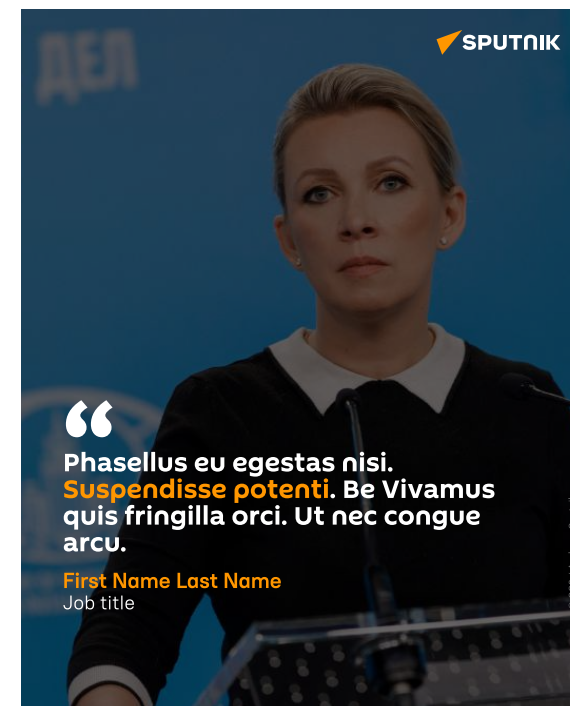 ДЕЛ
SPUTNIK
“
Phasellus eu egestas nisi.
Suspendisse potenti. Be Vivamus
quis fringilla orci. Ut nec congue
arcu.
First Name Last Name
Job title